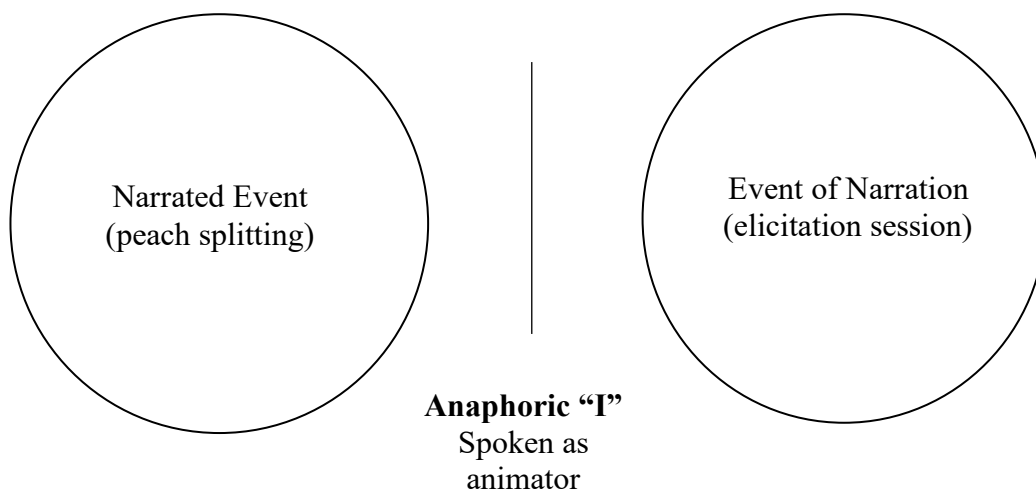 Narrated Event
(peach splitting)
Event of Narration
(elicitation session)
Anaphoric “I”
Spoken as
animator